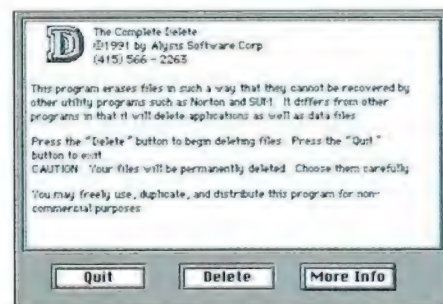 D
The Complete Delete
©1991 by Alysis Software Corp
(415) 566 - 2263
This program erases files in such a way that they cannot be recovered by
other utility programs such as Norton and SUM. It differs from other
programs in that it will delete applications as well as data files
Press the "Delete" button to begin deleting files Press the "Quit"
button to exit
CAUTION Your files will be permanently deleted Choose them carefully
You may freely use, duplicate, and distribute this program for non-
commercial purposes
Quit Delete More Info